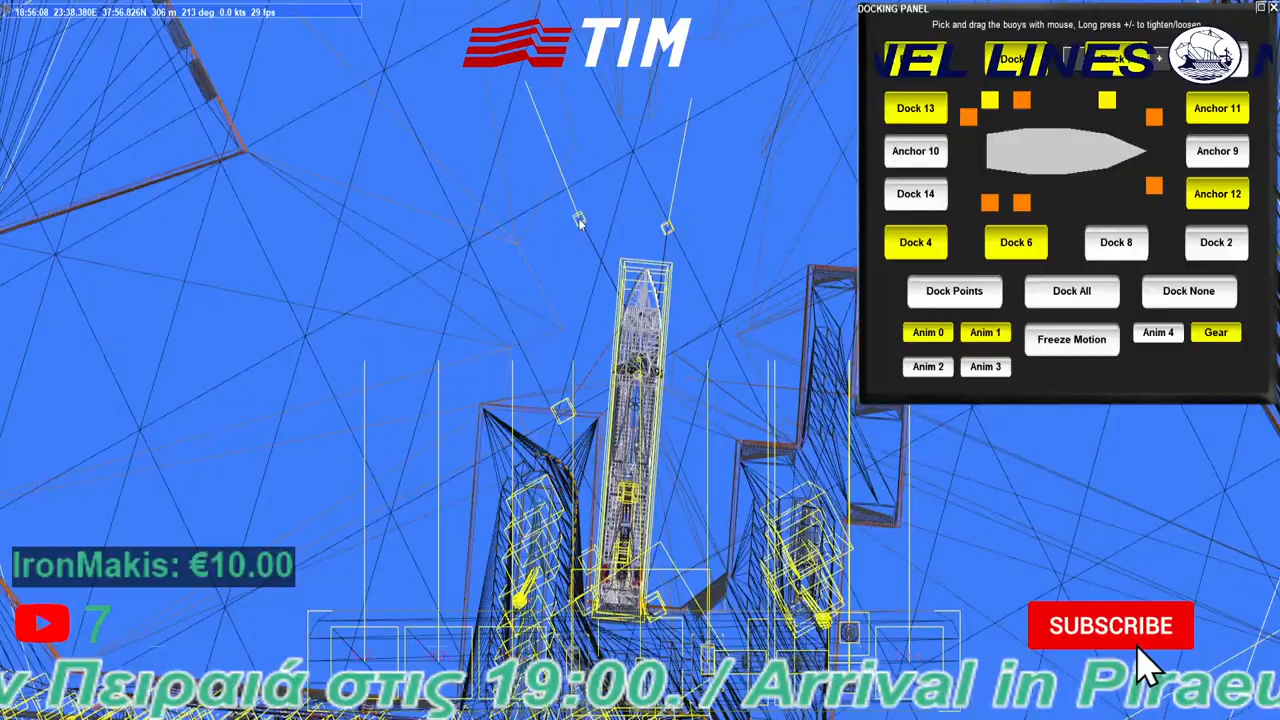 18:56:08 23:38.380E 37:56.826N 306 m 213 deg 0.0 kts 29 fps
DOCKING PANEL
Pick and drag the buoys with mouse, Long press +/- to tighten/loosen
TIM
VEL LINES
Dock 13
Anchor 11
Anchor 10
Anchor 9
Dock 14
Anchor 12
Dock 4
Dock 6
Dock 8
Dock 2
Dock Points
Dock All
Dock None
Anim 0
Anim 1
Freeze Motion
Anim 4
Gear
Anim 2
Anim 3
IronMakis: €10.00
7
SUBSCRIBE
ν Πειραιά στις 19:00. / Arrival in Piraeu